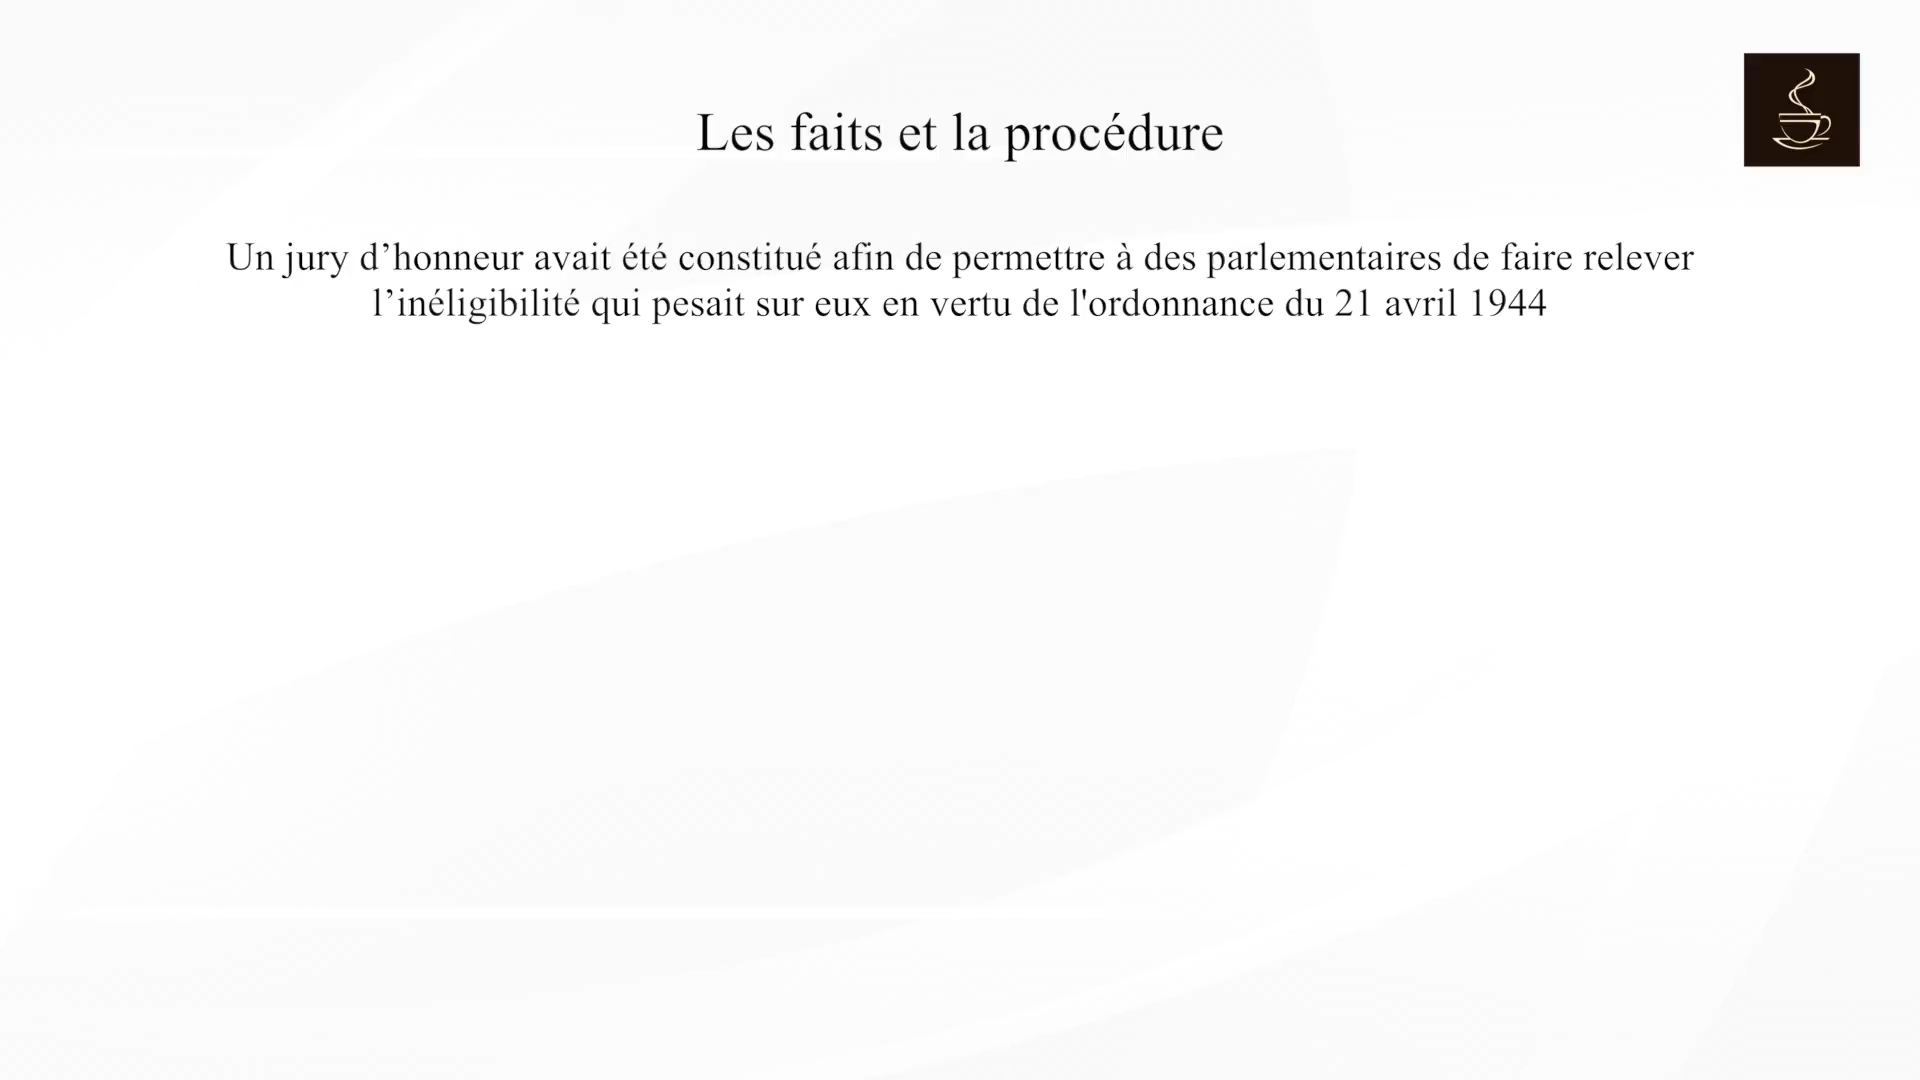 Les faits et la procédure
Un jury d’honneur avait été constitué afin de permettre à des parlementaires de faire relever
l’inéligibilité qui pesait sur eux en vertu de l'ordonnance du 21 avril 1944